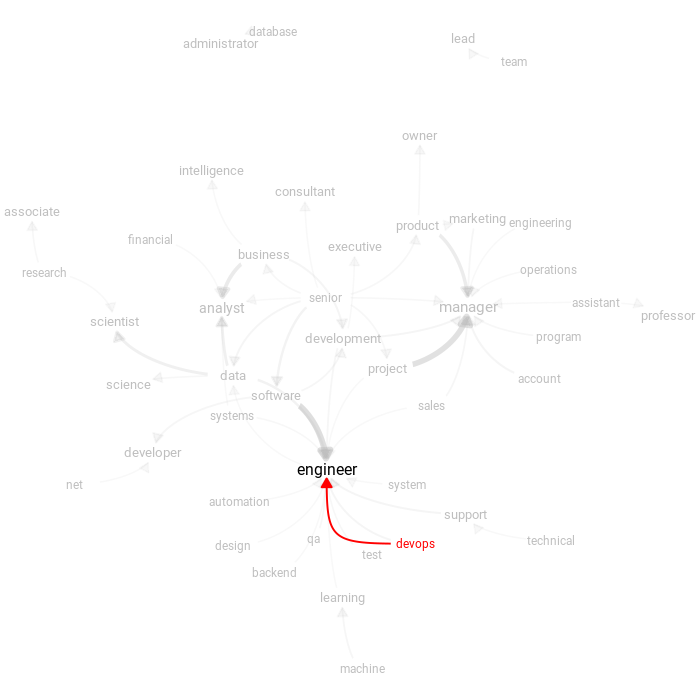 database
administrator
lead
team
owner
intelligence
consultant
associate
product
marketing
engineering
financial
executive
business
research
operations
senior
analyst
manager
assistant
professor
scientist
development
program
project
data
account
science
software
sales
systems
developer
engineer
net
system
automation
support
qa
technical
devops
design
test
backend
learning
machine